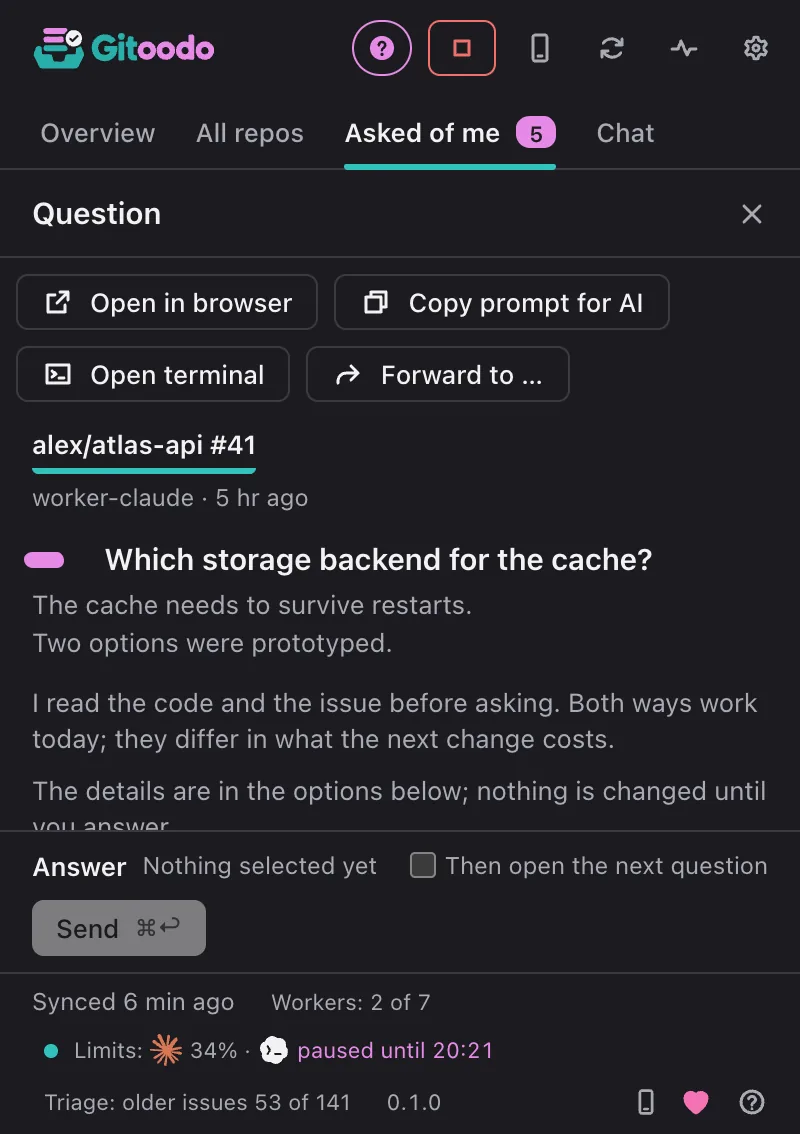 Gitoodo
Overview All repos Asked of me 5 Chat
Question
Open in browser Copy prompt for AI
Open terminal Forward to ...
alex/atlas-api #41
worker-claude · 5 hr ago
Which storage backend for the cache?
The cache needs to survive restarts.
Two options were prototyped.
I read the code and the issue before asking. Both ways work
today; they differ in what the next change costs.
The details are in the options below; nothing is changed until
you answer.
Answer Nothing selected yet Then open the next question
Send ⌘↩
Synced 6 min ago Workers: 2 of 7
Limits: 34% · paused until 20:21
Triage: older issues 53 of 141 0.1.0